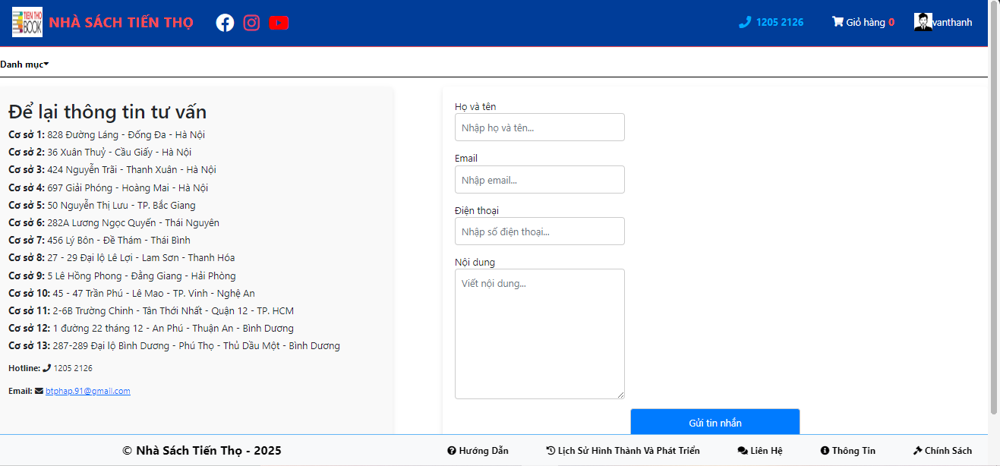 TIEN THO
BOOK
NHÀ SÁCH TIẾN THỌ
1205 2126
Giỏ hàng 0
vanthanh
Danh mục
Để lại thông tin tư vấn
Cơ sở 1: 828 Đường Láng - Đống Đa - Hà Nội
Cơ sở 2: 36 Xuân Thuỷ - Cầu Giấy - Hà Nội
Cơ sở 3: 424 Nguyễn Trãi - Thanh Xuân - Hà Nội
Cơ sở 4: 697 Giải Phóng - Hoàng Mai - Hà Nội
Cơ sở 5: 50 Nguyễn Thị Lưu - TP. Bắc Giang
Cơ sở 6: 282A Lương Ngọc Quyến - Thái Nguyên
Cơ sở 7: 456 Lý Bôn - Đề Thám - Thái Bình
Cơ sở 8: 27 - 29 Đại lộ Lê Lợi - Lam Sơn - Thanh Hóa
Cơ sở 9: 5 Lê Hồng Phong - Đằng Giang - Hải Phòng
Cơ sở 10: 45 - 47 Trần Phú - Lê Mao - TP. Vinh - Nghệ An
Cơ sở 11: 2-6B Trường Chinh - Tân Thới Nhất - Quận 12 - TP. HCM
Cơ sở 12: 1 đường 22 tháng 12 - An Phú - Thuận An - Bình Dương
Cơ sở 13: 287-289 Đại lộ Bình Dương - Phú Thọ - Thủ Dầu Một - Bình Dương
Hotline: 1205 2126
Email: btphap.91@gmail.com
Họ và tên
Nhập họ và tên...
Email
Nhập email...
Điện thoại
Nhập số điện thoại...
Nội dung
Viết nội dung...
Gửi tin nhắn
© Nhà Sách Tiến Thọ - 2025
Hướng Dẫn
Lịch Sử Hình Thành Và Phát Triển
Liên Hệ
Thông Tin
Chính Sách